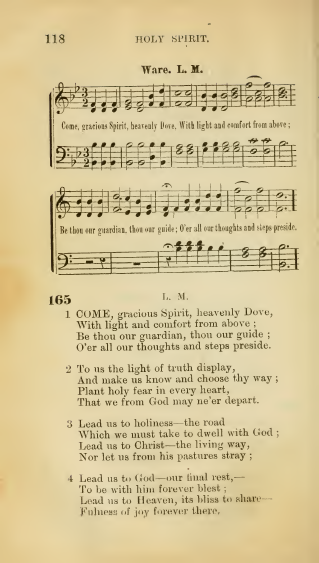 118 HOLY SPIRIT.
Ware. L. M.
Come, gracious Spirit, heavenly Dove, With light and comfort from above ;
Be thou our guardian, thou our guide ; O'er all our thoughts and steps preside.
165 L. M.
1 COME, gracious Spirit, heavenly Dove,
With light and comfort from above ;
Be thou our guardian, thou our guide ;
O'er all our thoughts and steps preside.
2 To us the light of truth display,
And make us know and choose thy way ;
Plant holy fear in every heart,
That we from God may ne'er depart.
3 Lead us to holiness—the road
Which we must take to dwell with God ;
Lead us to Christ—the living way,
Nor let us from his pastures stray ;
4 Lead us to God—our final rest,—
To be with him forever blest ;
Lead us to Heaven, its bliss to share—
Fulness of joy forever there.